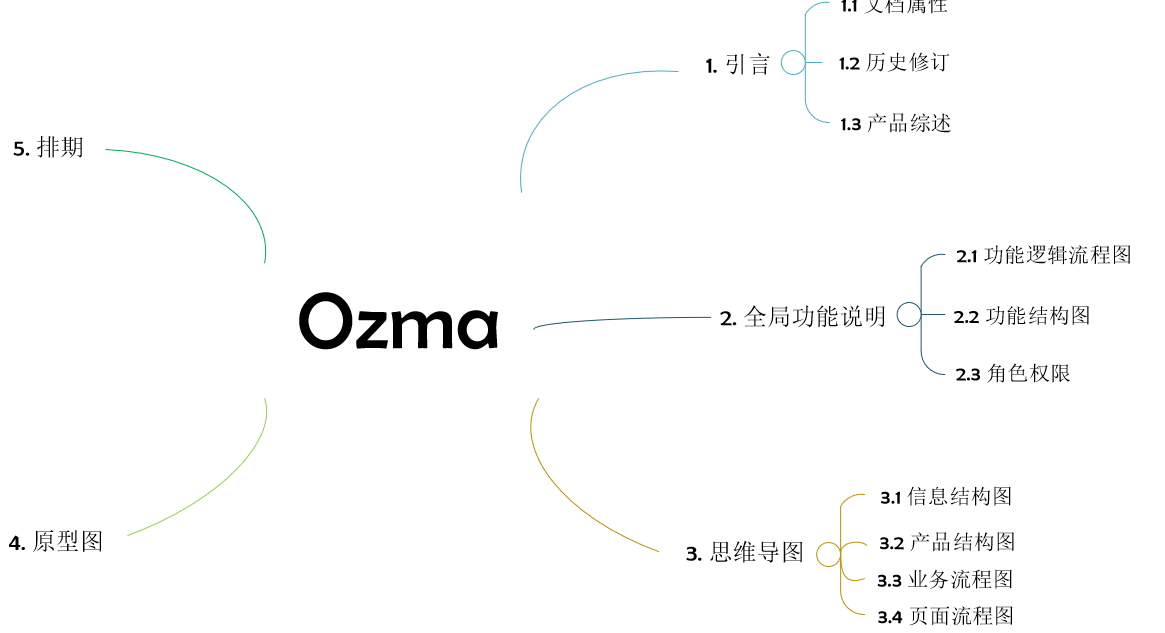 Ozma
1. 引言
1.1 文档属性
1.2 历史修订
1.3 产品综述
2. 全局功能说明
2.1 功能逻辑流程图
2.2 功能结构图
2.3 角色权限
3. 思维导图
3.1 信息结构图
3.2 产品结构图
3.3 业务流程图
3.4 页面流程图
4. 原型图
5. 排期